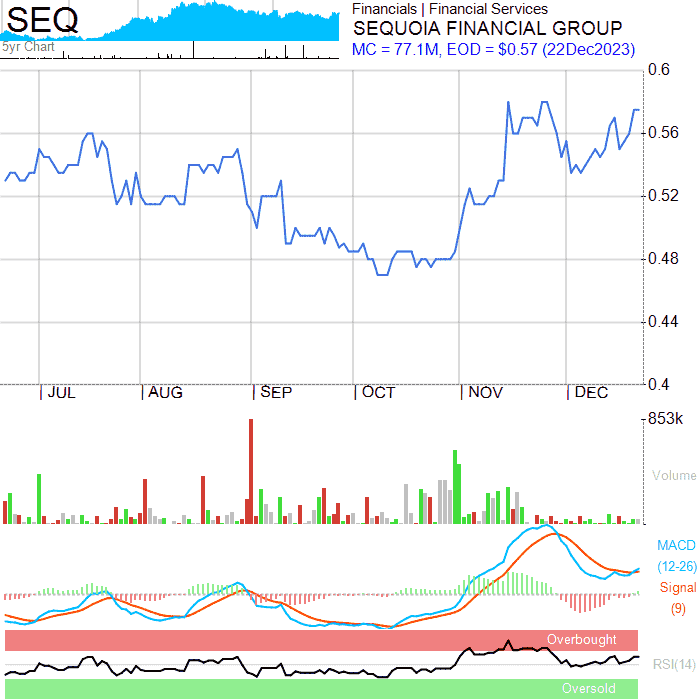 SEQ
5yr Chart
Financials | Financial Services
SEQUOIA FINANCIAL GROUP
MC = 77.1M, EOD = $0.57 (22Dec2023)
0.6
0.56
0.52
0.48
0.44
0.4
JUL AUG SEP OCT NOV DEC
853k
Volume
MACD
(12-26)
Signal
(9)
Overbought
RSI(14)
Oversold